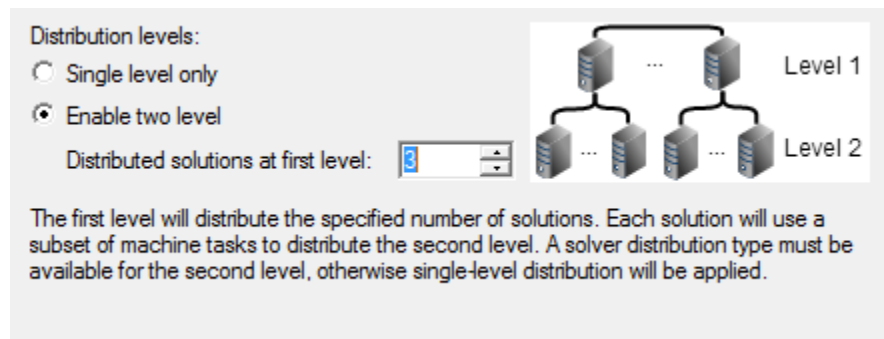 Distribution levels:
Single level only
Enable two level
Distributed solutions at first level: 3
... Level 1
... ... Level 2
The first level will distribute the specified number of solutions. Each solution will use a
subset of machine tasks to distribute the second level. A solver distribution type must be
available for the second level, otherwise single-level distribution will be applied.